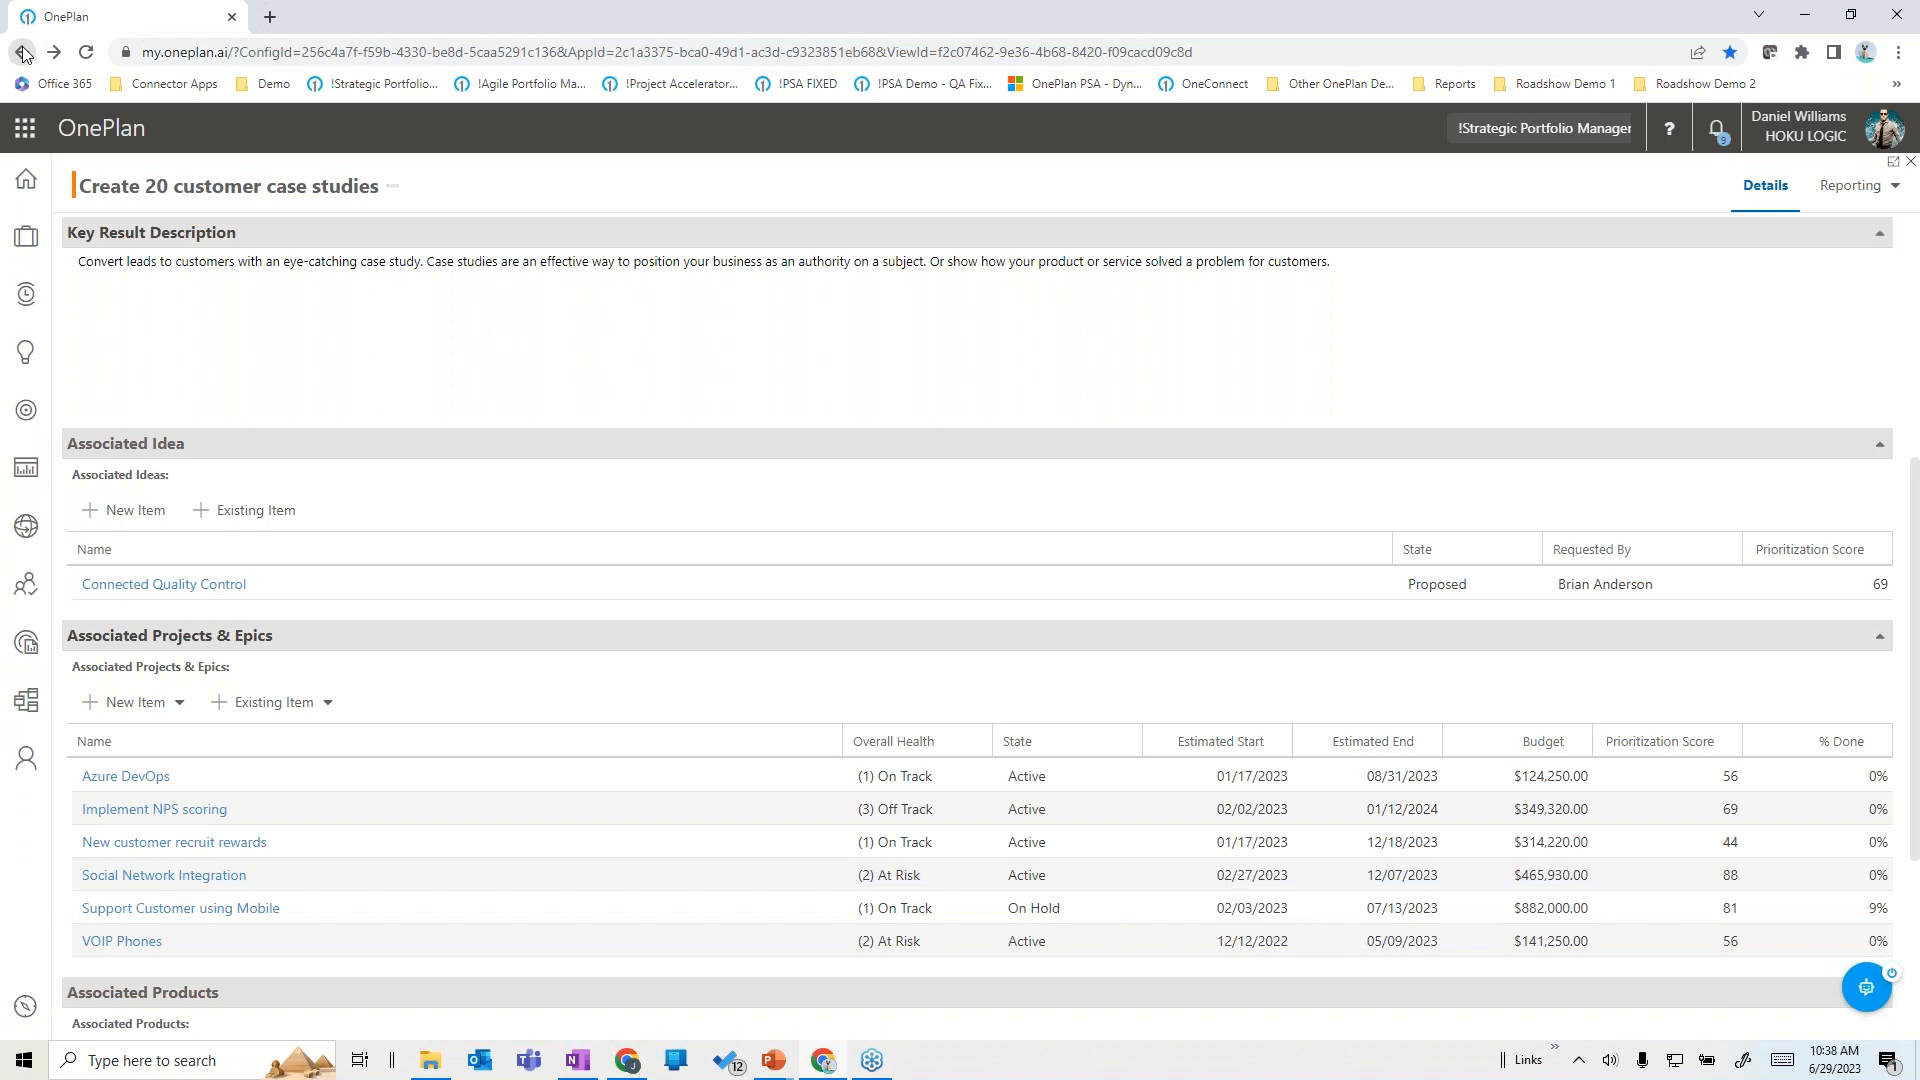 OnePlan
my.oneplan.ai/?ConfigId=256c4a7f-f59b-4330-be8d-5caa5291c136&AppId=2c1a3375-bca0-49d1-ac3d-c9323851eb68&ViewId=f2c07462-9e36-4b68-8420-f09cacd09c8d
Office 365 Connector Apps Demo !Strategic Portfolio... !Agile Portfolio Ma... !Project Accelerator... !PSA FIXED !PSA Demo - QA Fix... OnePlan PSA - Dyn... OneConnect Other OnePlan De... Reports Roadshow Demo 1 Roadshow Demo 2 »
OnePlan !Strategic Portfolio Manager ? 9 Daniel Williams
HOKU LOGIC
Create 20 customer case studies Details Reporting
Key Result Description
Convert leads to customers with an eye-catching case study. Case studies are an effective way to position your business as an authority on a subject. Or show how your product or service solved a problem for customers.
Associated Idea
Associated Ideas:
New Item Existing Item
Name State Requested By Prioritization Score
Connected Quality Control Proposed Brian Anderson 69
Associated Projects & Epics
Associated Projects & Epics:
New Item Existing Item
Name Overall Health State Estimated Start Estimated End Budget Prioritization Score % Done
Azure DevOps (1) On Track Active 01/17/2023 08/31/2023 $124,250.00 56 0%
Implement NPS scoring (3) Off Track Active 02/02/2023 01/12/2024 $349,320.00 69 0%
New customer recruit rewards (1) On Track Active 01/17/2023 12/18/2023 $314,220.00 44 0%
Social Network Integration (2) At Risk Active 02/27/2023 12/07/2023 $465,930.00 88 0%
Support Customer using Mobile (1) On Track On Hold 02/03/2023 07/13/2023 $882,000.00 81 9%
VOIP Phones (2) At Risk Active 12/12/2022 05/09/2023 $141,250.00 56 0%
Associated Products
Associated Products:
Type here to search 12 Links » 10:38 AM
6/29/2023 1